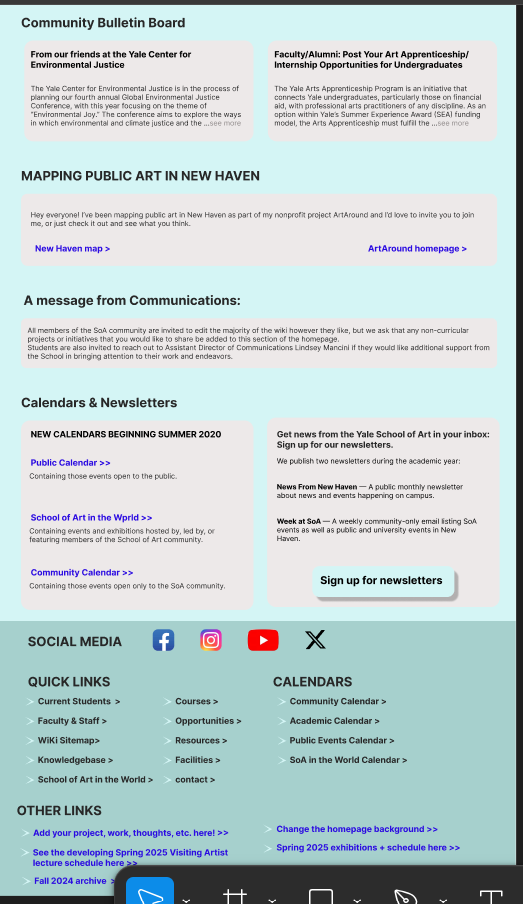 Community Bulletin Board
From our friends at the Yale Center for
Environmental Justice
The Yale Center for Environmental Justice is in the process of
planning our fourth annual Global Environmental Justice
Conference, with this year focusing on the theme of
"Environmental Joy." The conference aims to explore the ways
in which environmental and climate justice and the ...see more
Faculty/Alumni: Post Your Art Apprenticeship/
Internship Opportunities for Undergraduates
The Yale Arts Apprenticeship Program is an initiative that
connects Yale undergraduates, particularly those on financial
aid, with professional arts practitioners of any discipline. As an
option within Yale's Summer Experience Award (SEA) funding
model, the Arts Apprenticeship must fulfill the ...see more
MAPPING PUBLIC ART IN NEW HAVEN
Hey everyone! I've been mapping public art in New Haven as part of my nonprofit project ArtAround and I'd love to invite you to join
me, or just check it out and see what you think.
New Haven map >
ArtAround homepage >
A message from Communications:
All members of the SoA community are invited to edit the majority of the wiki however they like, but we ask that any non-curricular
projects or initiatives that you would like to share be added to this section of the homepage.
Students are also invited to reach out to Assistant Director of Communications Lindsey Mancini if they would like additional support from
the School in bringing attention to their work and endeavors.
Calendars & Newsletters
NEW CALENDARS BEGINNING SUMMER 2020
Public Calendar >>
Containing those events open to the public.
School of Art in the Wprld >>
Containing events and exhibitions hosted by, led by, or
featuring members of the School of Art community.
Community Calendar >>
Containing those events open only to the SoA community.
Get news from the Yale School of Art in your inbox:
Sign up for our newsletters.
We publish two newsletters during the academic year:
News From New Haven — A public monthly newsletter
about news and events happening on campus.
Week at SoA — A weekly community-only email listing SoA
events as well as public and university events in New
Haven.
Sign up for newsletters
SOCIAL MEDIA
QUICK LINKS
Current Students >
Faculty & Staff >
WiKi Sitemap>
Knowledgebase >
School of Art in the World >
Courses >
Opportunities >
Resources >
Facilities >
contact >
CALENDARS
Community Calendar >
Academic Calendar >
Public Events Calendar >
SoA in the World Calendar >
OTHER LINKS
Add your project, work, thoughts, etc. here! >>
See the developing Spring 2025 Visiting Artist
lecture schedule here >>
Fall 2024 archive >
Change the homepage background >>
Spring 2025 exhibitions + schedule here >>